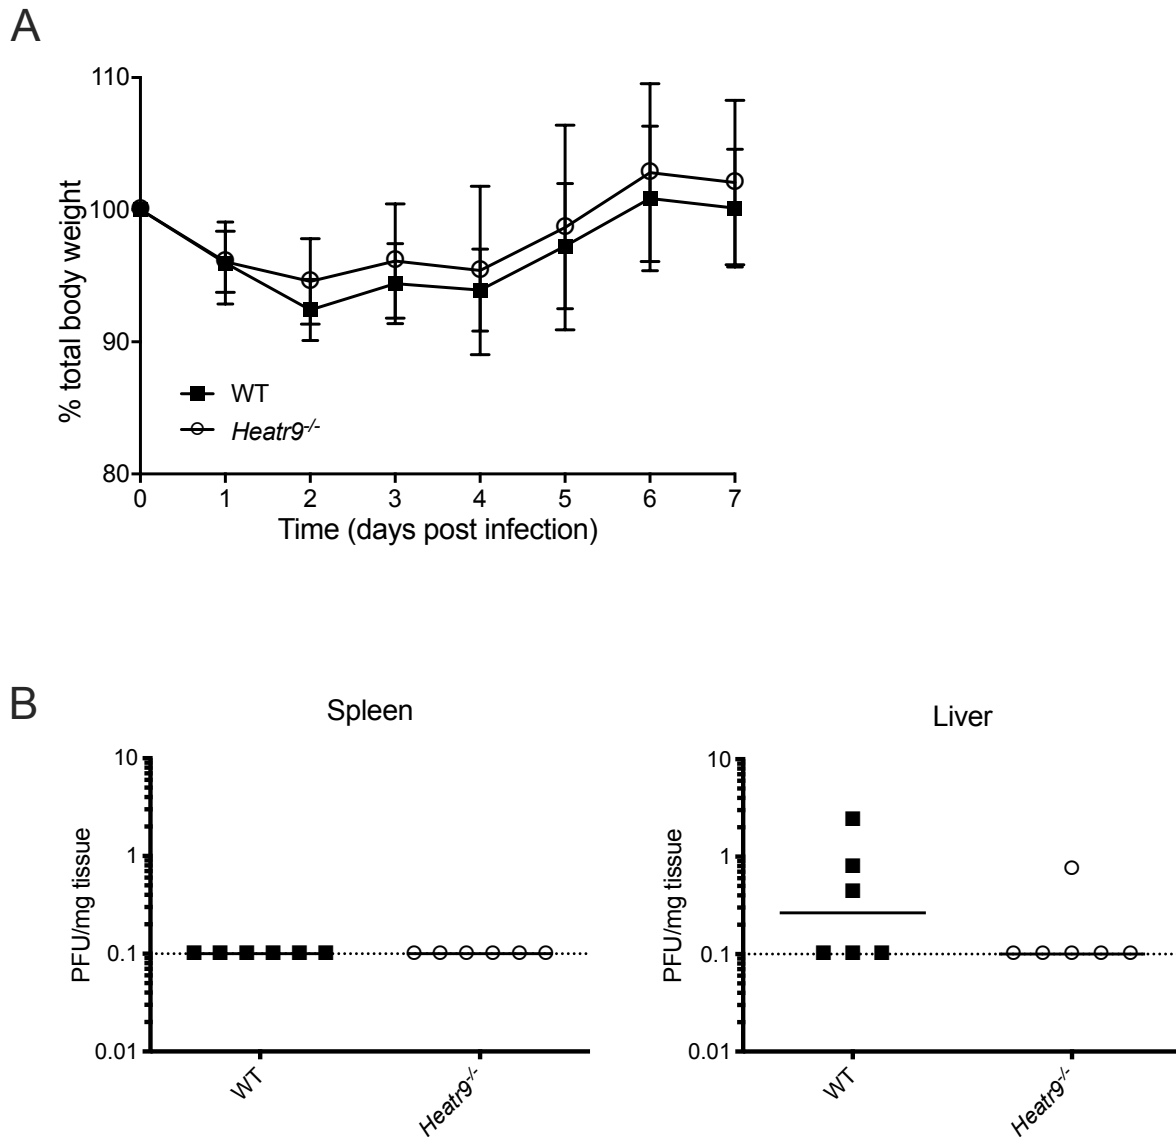 A
110
100
90
80
% total body weight
WT
Heatr9-/-
0 1 2 3 4 5 6 7
Time (days post infection)
B
Spleen
10
1
0.1
0.01
PFU/mg tissue
WT
Heatr9-/-
Liver
10
1
0.1
0.01
PFU/mg tissue
WT
Heatr9-/-